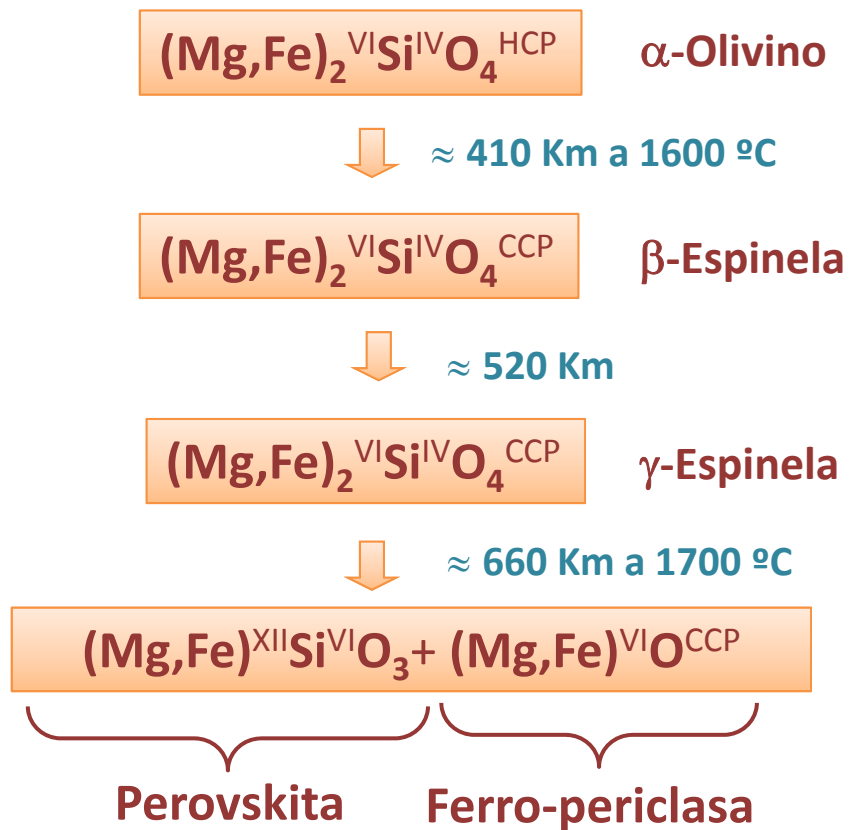 (Mg,Fe)₂ⱽᴵSiᴵⱽO₄ᴴᶜᴾ α-Olivino
≈ 410 Km a 1600 ºC
(Mg,Fe)₂ⱽᴵSiᴵⱽO₄ᶜᶜᴾ β-Espinela
≈ 520 Km
(Mg,Fe)₂ⱽᴵSiᴵⱽO₄ᶜᶜᴾ γ-Espinela
≈ 660 Km a 1700 ºC
(Mg,Fe)ˣᴵᴵSiⱽᴵO₃+ (Mg,Fe)ⱽᴵOᶜᶜᴾ
Perovskita Ferro-periclasa